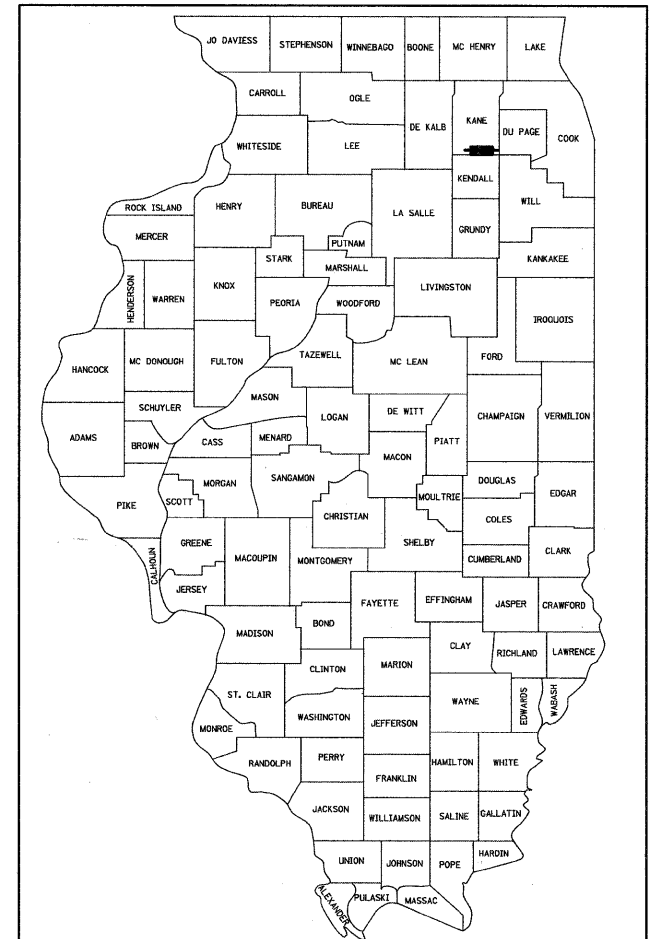 JO DAVIESS
STEPHENSON
WINNEBAGO
BOONE
MC HENRY
LAKE
CARROLL
OGLE
DE KALB
KANE
DU PAGE
COOK
WHITESIDE
LEE
KENDALL
WILL
ROCK ISLAND
HENRY
BUREAU
LA SALLE
GRUNDY
MERCER
PUTNAM
STARK
MARSHALL
KANKAKEE
HENDERSON
WARREN
KNOX
PEORIA
WOODFORD
LIVINGSTON
IROQUOIS
HANCOCK
MC DONOUGH
FULTON
TAZEWELL
MC LEAN
FORD
MASON
SCHUYLER
LOGAN
DE WITT
CHAMPAIGN
VERMILION
ADAMS
BROWN
CASS
MENARD
PIATT
MACON
MORGAN
SANGAMON
DOUGLAS
EDGAR
PIKE
SCOTT
CHRISTIAN
MOULTRIE
COLES
GREENE
MACOUPIN
MONTGOMERY
SHELBY
CUMBERLAND
CLARK
CALHOUN
JERSEY
FAYETTE
EFFINGHAM
JASPER
CRAWFORD
MADISON
BOND
CLAY
RICHLAND
LAWRENCE
CLINTON
MARION
ST. CLAIR
WAYNE
EDWARDS
WABASH
MONROE
WASHINGTON
JEFFERSON
RANDOLPH
PERRY
HAMILTON
WHITE
FRANKLIN
JACKSON
WILLIAMSON
SALINE
GALLATIN
UNION
JOHNSON
POPE
HARDIN
ALEXANDER
PULASKI
MASSAC